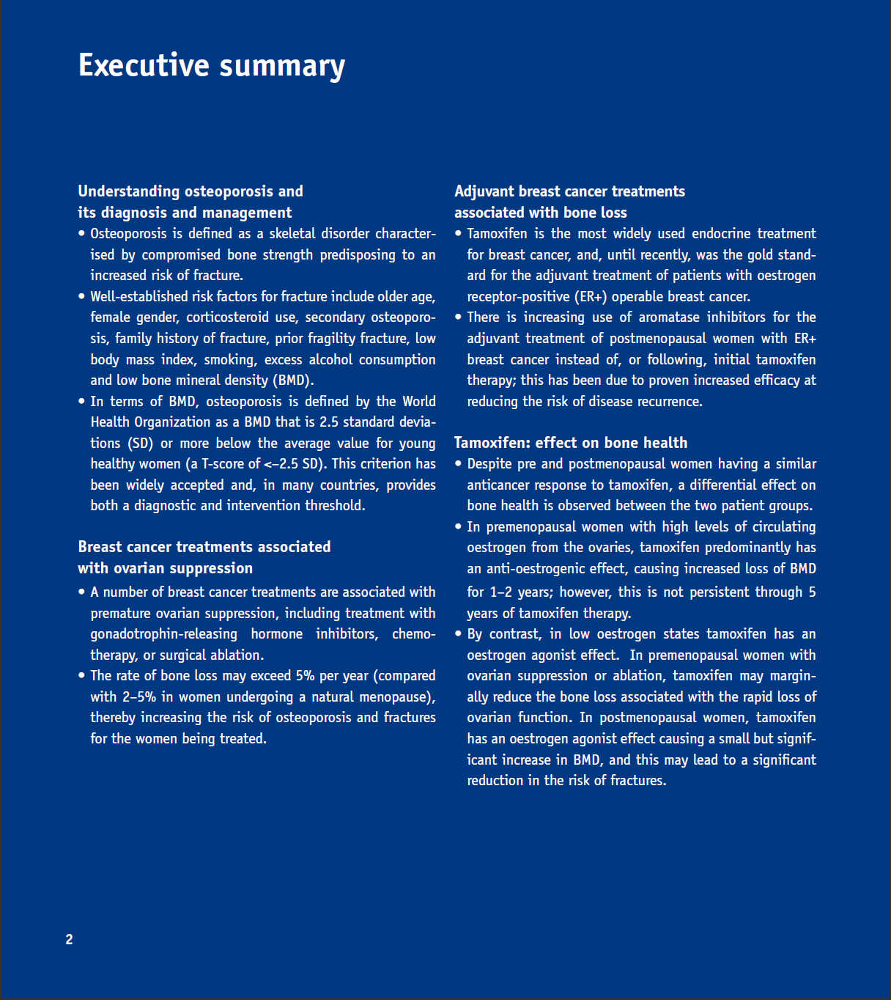 Executive summary
Understanding osteoporosis and
its diagnosis and management
• Osteoporosis is defined as a skeletal disorder character-
ised by compromised bone strength predisposing to an
increased risk of fracture.
• Well-established risk factors for fracture include older age,
female gender, corticosteroid use, secondary osteoporo-
sis, family history of fracture, prior fragility fracture, low
body mass index, smoking, excess alcohol consumption
and low bone mineral density (BMD).
• In terms of BMD, osteoporosis is defined by the World
Health Organization as a BMD that is 2.5 standard devia-
tions (SD) or more below the average value for young
healthy women (a T-score of <–2.5 SD). This criterion has
been widely accepted and, in many countries, provides
both a diagnostic and intervention threshold.
Breast cancer treatments associated
with ovarian suppression
• A number of breast cancer treatments are associated with
premature ovarian suppression, including treatment with
gonadotrophin-releasing hormone inhibitors, chemo-
therapy, or surgical ablation.
• The rate of bone loss may exceed 5% per year (compared
with 2–5% in women undergoing a natural menopause),
thereby increasing the risk of osteoporosis and fractures
for the women being treated.
Adjuvant breast cancer treatments
associated with bone loss
• Tamoxifen is the most widely used endocrine treatment
for breast cancer, and, until recently, was the gold stand-
ard for the adjuvant treatment of patients with oestrogen
receptor-positive (ER+) operable breast cancer.
• There is increasing use of aromatase inhibitors for the
adjuvant treatment of postmenopausal women with ER+
breast cancer instead of, or following, initial tamoxifen
therapy; this has been due to proven increased efficacy at
reducing the risk of disease recurrence.
Tamoxifen: effect on bone health
• Despite pre and postmenopausal women having a similar
anticancer response to tamoxifen, a differential effect on
bone health is observed between the two patient groups.
• In premenopausal women with high levels of circulating
oestrogen from the ovaries, tamoxifen predominantly has
an anti-oestrogenic effect, causing increased loss of BMD
for 1–2 years; however, this is not persistent through 5
years of tamoxifen therapy.
• By contrast, in low oestrogen states tamoxifen has an
oestrogen agonist effect. In premenopausal women with
ovarian suppression or ablation, tamoxifen may margin-
ally reduce the bone loss associated with the rapid loss of
ovarian function. In postmenopausal women, tamoxifen
has an oestrogen agonist effect causing a small but signif-
icant increase in BMD, and this may lead to a significant
reduction in the risk of fractures.
2